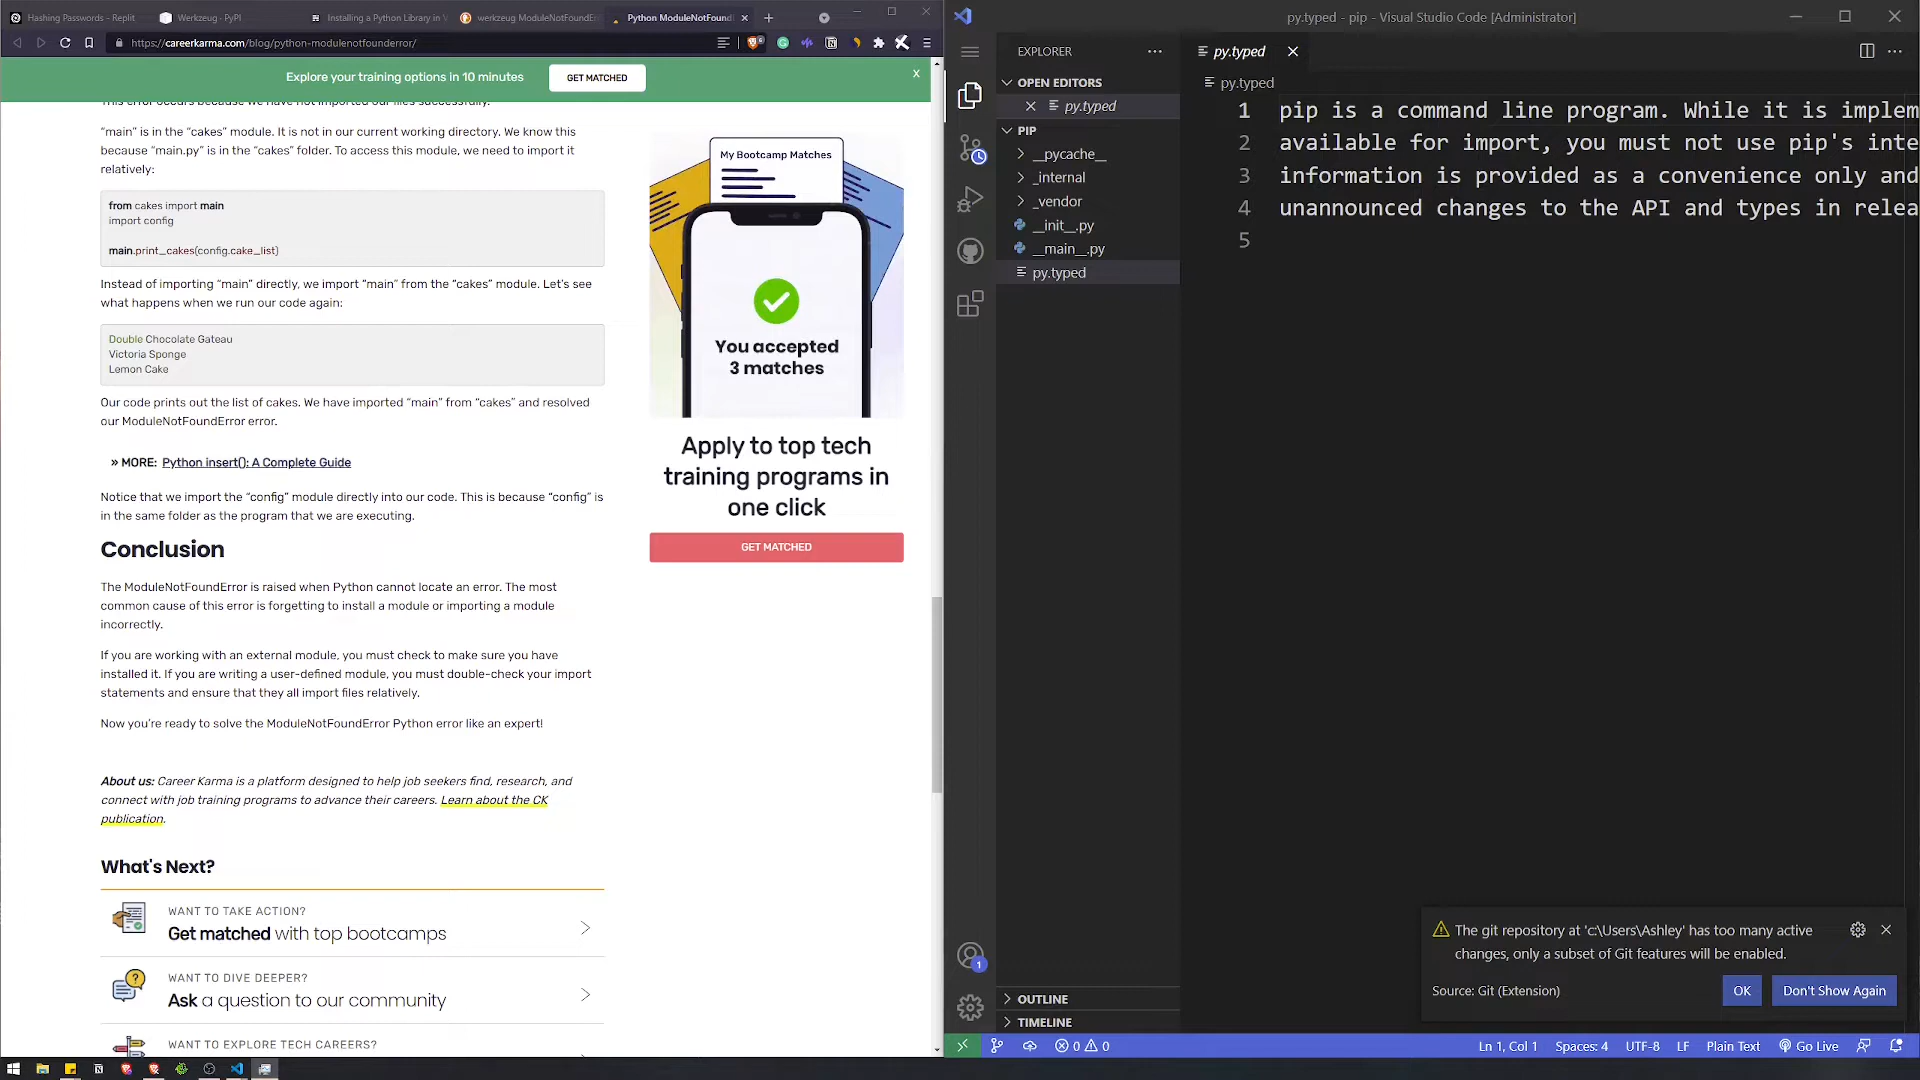 Hashing Passwords - Replit
Werkzeug · PyPI
Installing a Python Library in V
werkzeug ModuleNotFoundE
Python ModuleNotFound
https://careerkarma.com/blog/python-modulenotfounderror/
Explore your training options in 10 minutes
GET MATCHED
X
This error occurs because we have not imported our files successfully.
“main” is in the “cakes” module. It is not in our current working directory. We know this
because “main.py” is in the “cakes” folder. To access this module, we need to import it
relatively:
from cakes import main
import config
main.print_cakes(config.cake_list)
Instead of importing “main” directly, we import “main” from the “cakes” module. Let’s see
what happens when we run our code again:
Double Chocolate Gateau
Victoria Sponge
Lemon Cake
Our code prints out the list of cakes. We have imported “main” from “cakes” and resolved
our ModuleNotFoundError error.
» MORE: Python insert(): A Complete Guide
Notice that we import the “config” module directly into our code. This is because “config” is
in the same folder as the program that we are executing.
Conclusion
The ModuleNotFoundError is raised when Python cannot locate an error. The most
common cause of this error is forgetting to install a module or importing a module
incorrectly.
If you are working with an external module, you must check to make sure you have
installed it. If you are writing a user-defined module, you must double-check your import
statements and ensure that they all import files relatively.
Now you’re ready to solve the ModuleNotFoundError Python error like an expert!
About us: Career Karma is a platform designed to help job seekers find, research, and
connect with job training programs to advance their careers. Learn about the CK
publication.
What's Next?
WANT TO TAKE ACTION?
Get matched with top bootcamps
WANT TO DIVE DEEPER?
Ask a question to our community
WANT TO EXPLORE TECH CAREERS?
My Bootcamp Matches
You accepted
3 matches
Apply to top tech
training programs in
one click
GET MATCHED
py.typed - pip - Visual Studio Code [Administrator]
EXPLORER
OPEN EDITORS
py.typed
PIP
__pycache__
_internal
_vendor
__init__.py
__main__.py
py.typed
OUTLINE
TIMELINE
1
py.typed
py.typed
1 pip is a command line program. While it is implem
2 available for import, you must not use pip's inte
3 information is provided as a convenience only and
4 unannounced changes to the API and types in relea
5
The git repository at 'c:\Users\Ashley' has too many active
changes, only a subset of Git features will be enabled.
Source: Git (Extension)
OK
Don't Show Again
0 0
Ln 1, Col 1
Spaces: 4
UTF-8
LF
Plain Text
Go Live